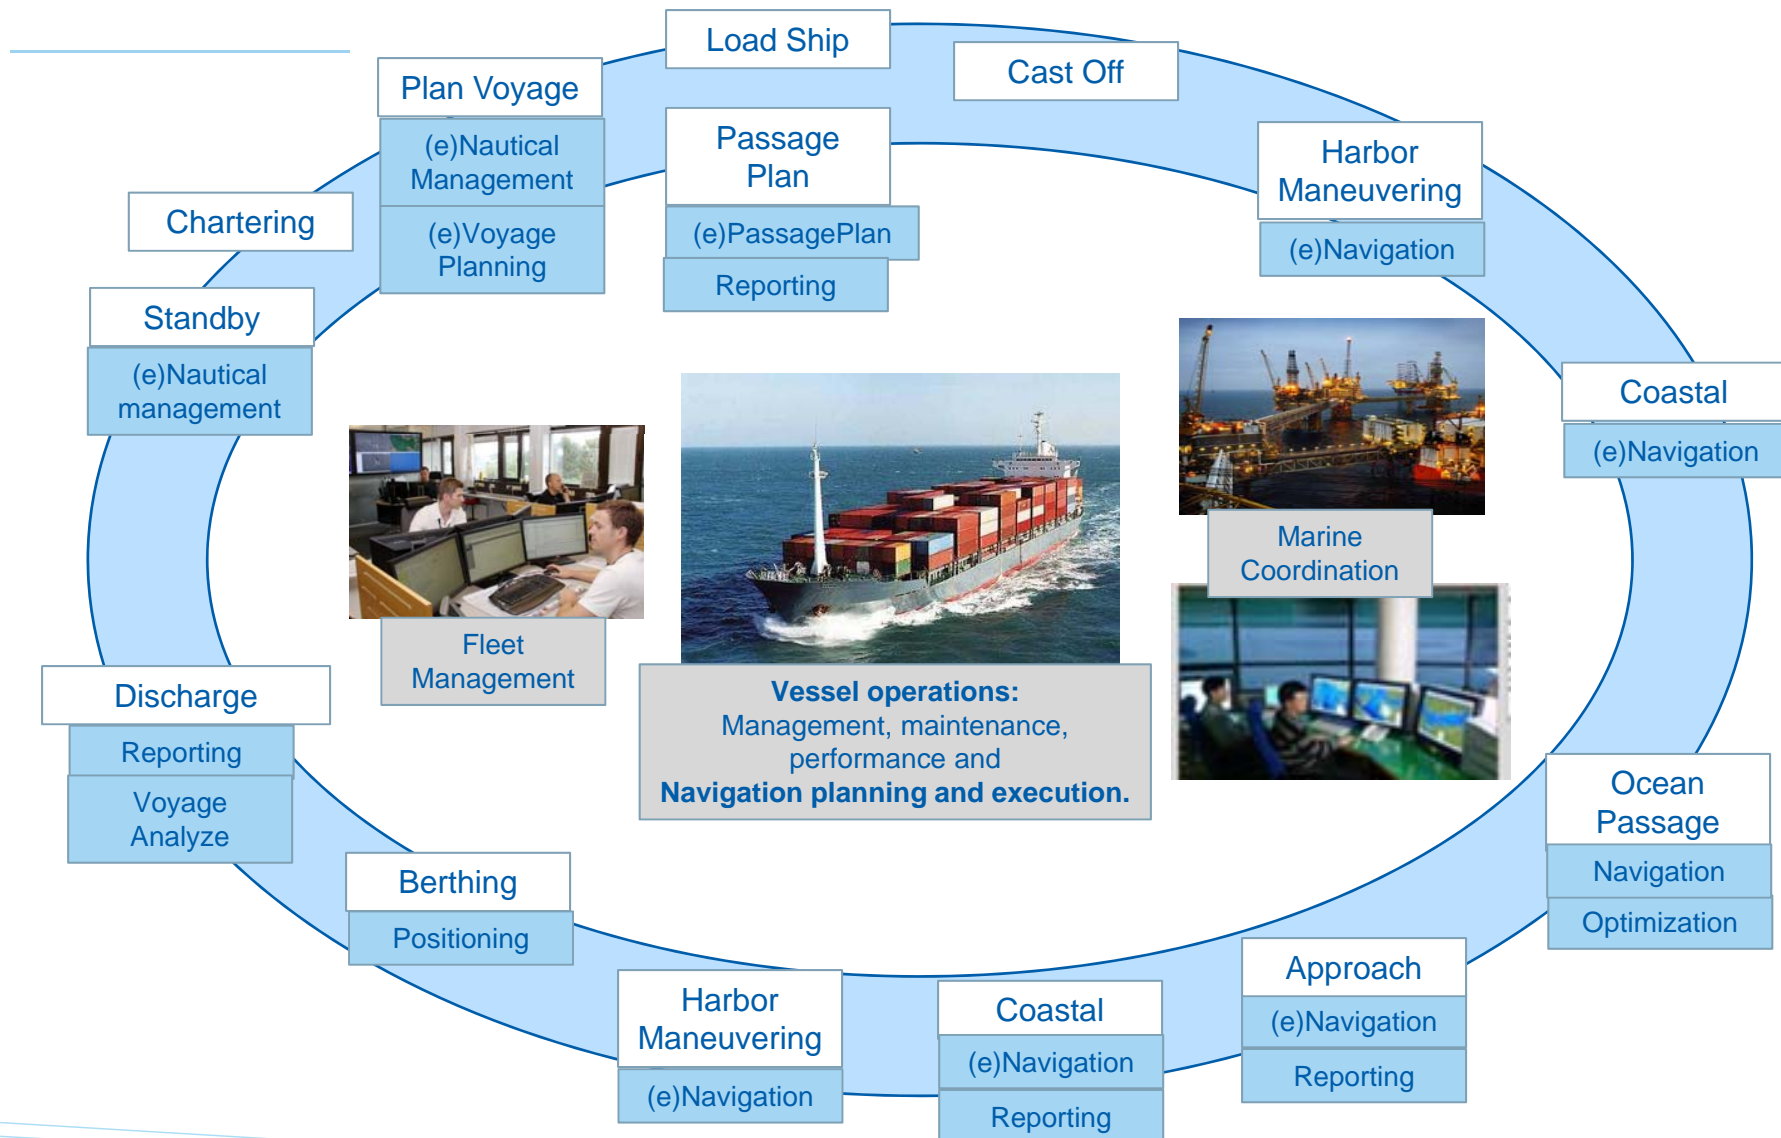 Load Ship
Cast Off
Plan Voyage
(e)Nautical
Management
(e)Voyage
Planning
Passage
Plan
(e)PassagePlan
Reporting
Harbor
Maneuvering
(e)Navigation
Chartering
Standby
(e)Nautical
management
Coastal
(e)Navigation
Marine
Coordination
Fleet
Management
Vessel operations:
Management, maintenance,
performance and
Navigation planning and execution.
Discharge
Reporting
Voyage
Analyze
Ocean
Passage
Navigation
Optimization
Berthing
Positioning
Approach
(e)Navigation
Reporting
Harbor
Maneuvering
(e)Navigation
Coastal
(e)Navigation
Reporting